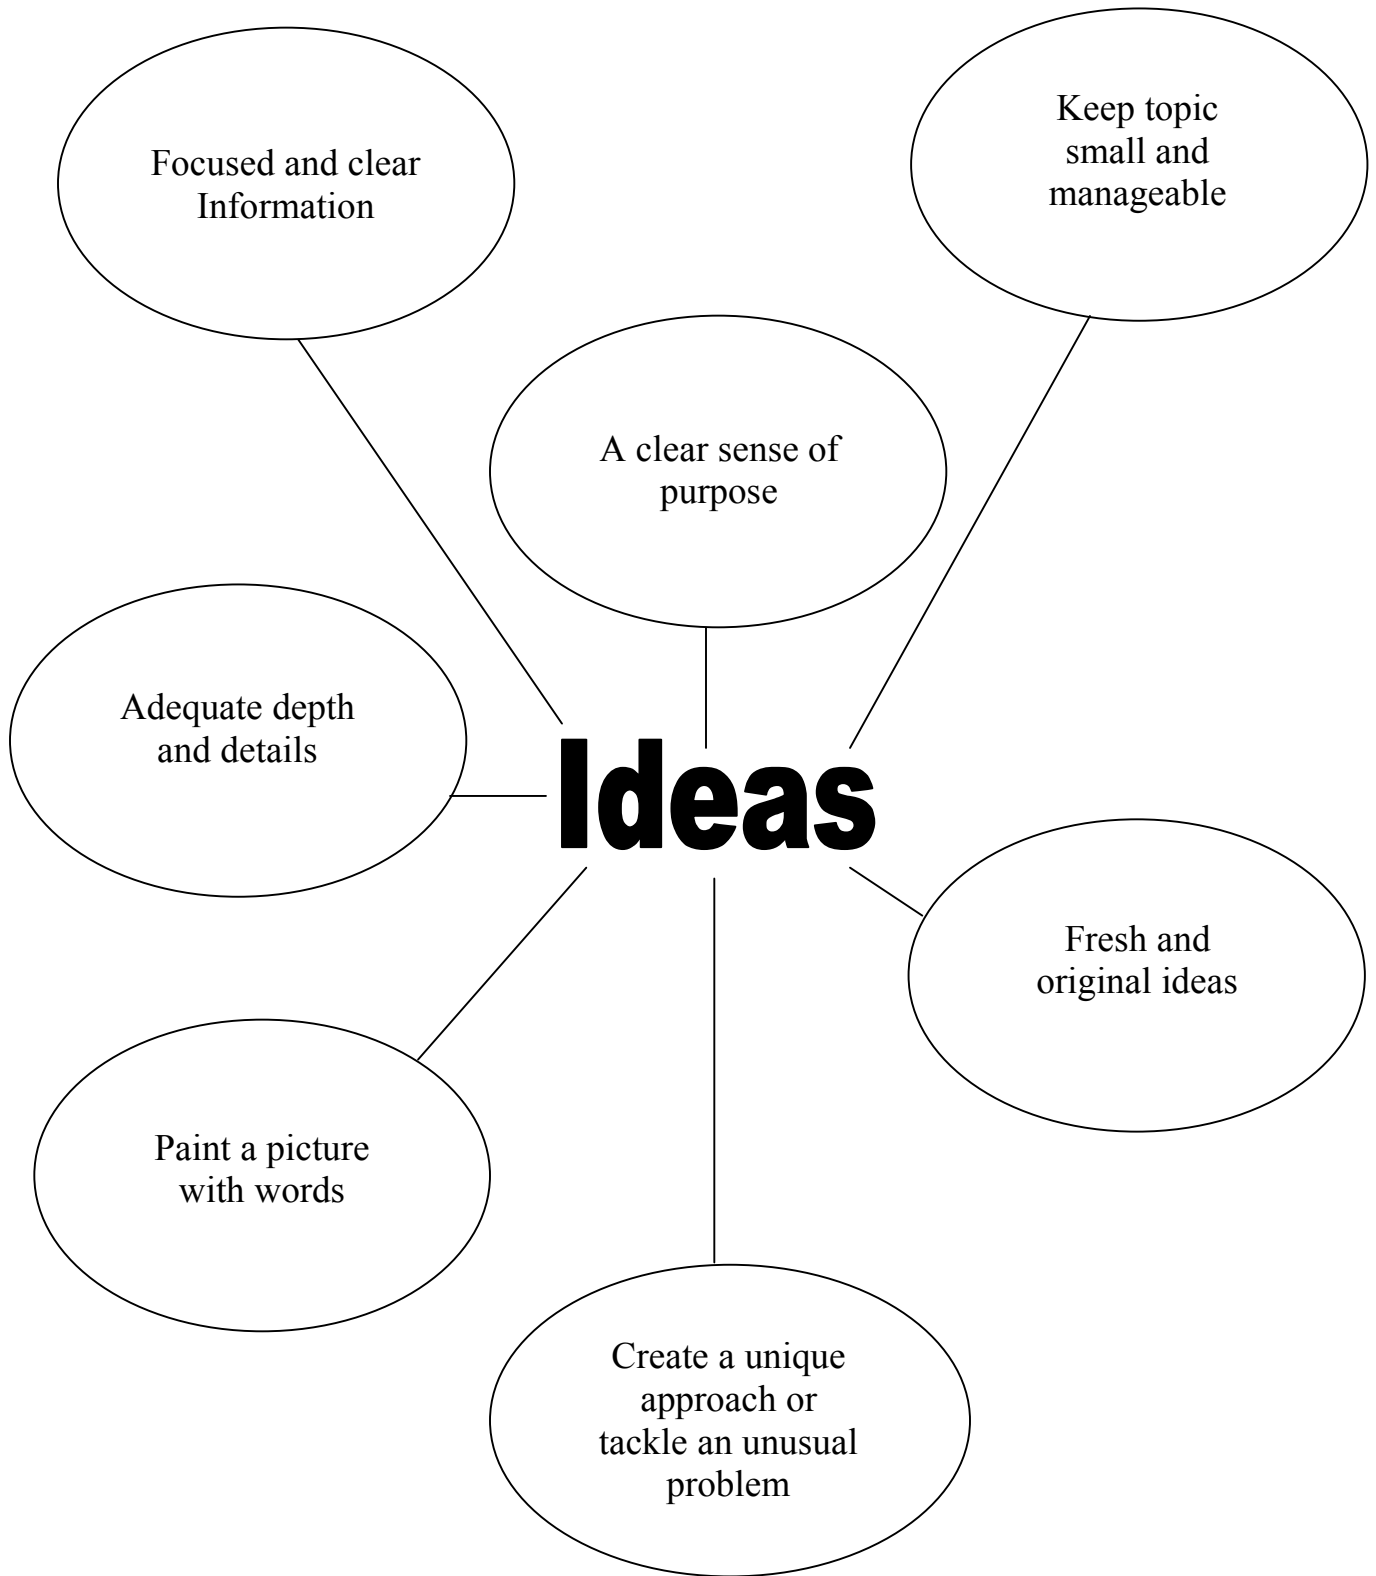 Focused and clear
Information
Keep topic
small and
manageable
A clear sense of
purpose
Adequate depth
and details
Ideas
Fresh and
original ideas
Paint a picture
with words
Create a unique
approach or
tackle an unusual
problem